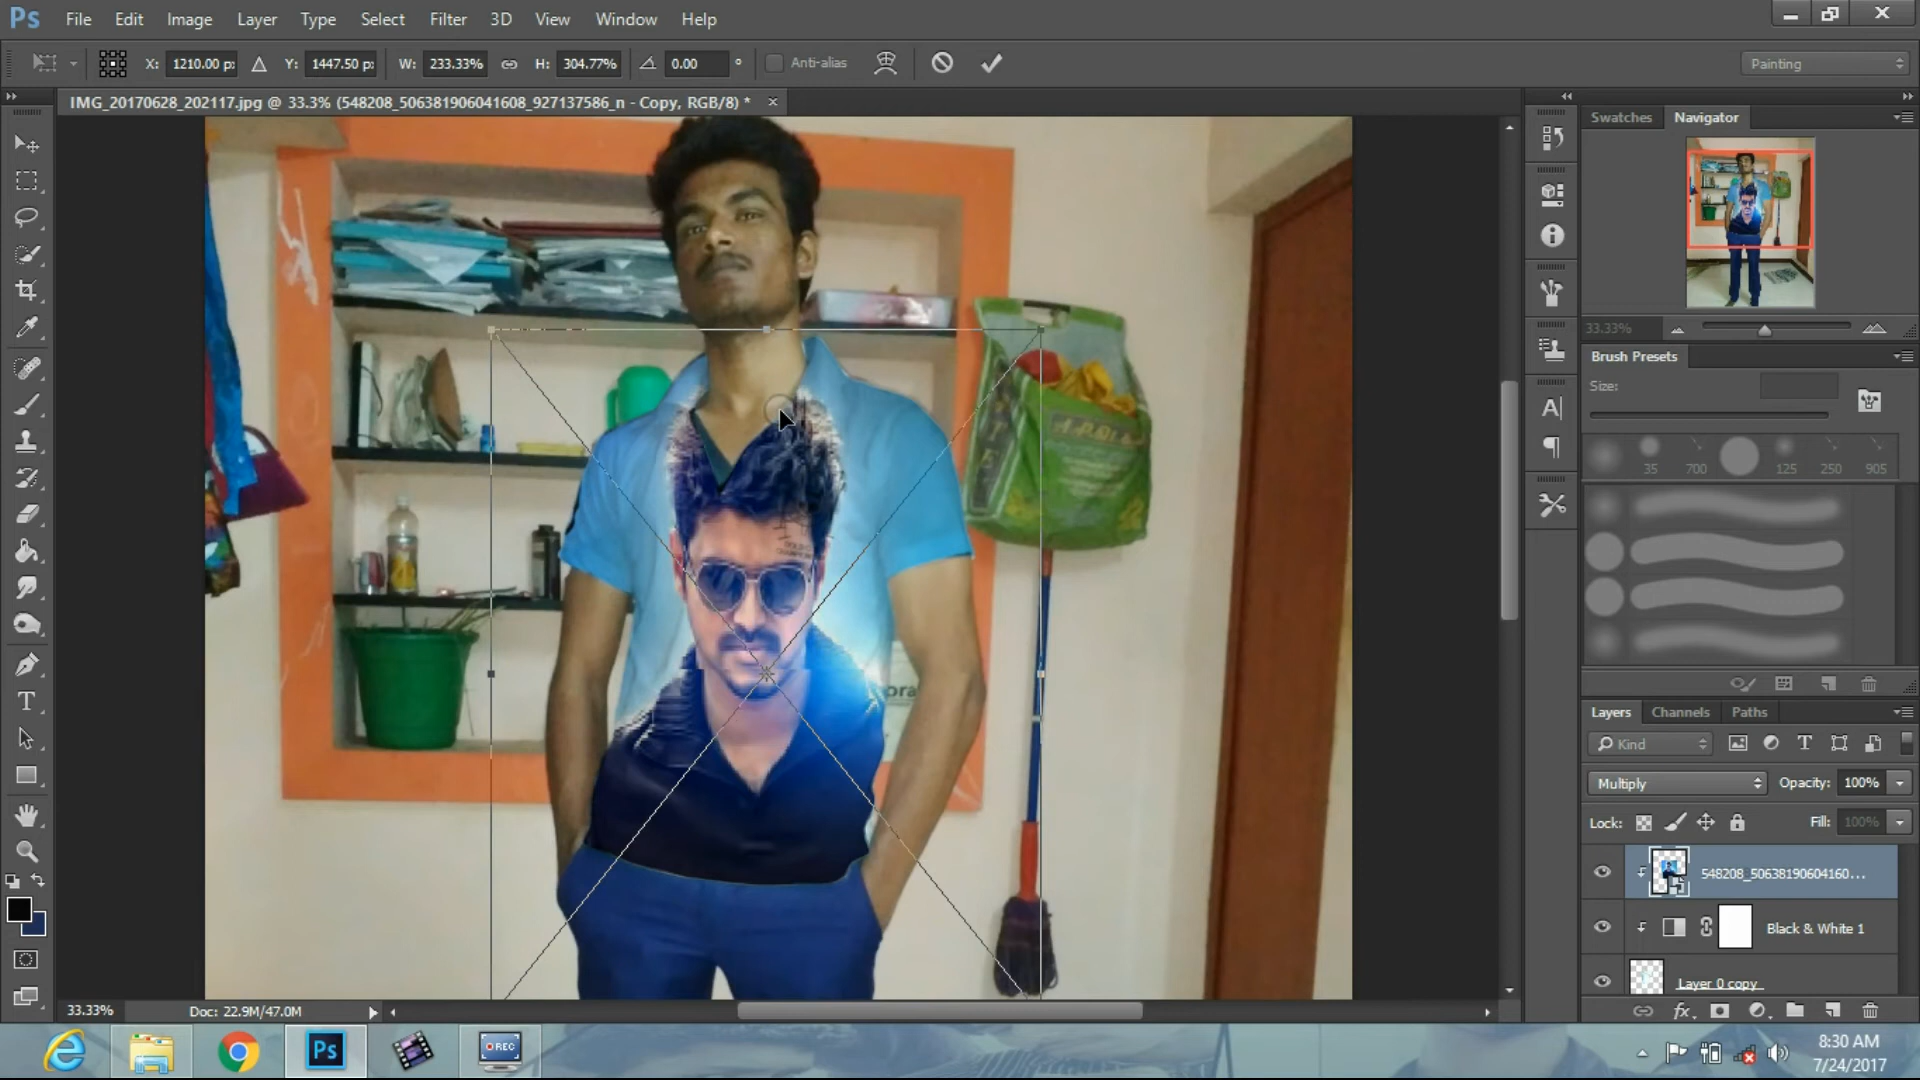 Ps File Edit Image Layer Type Select Filter 3D View Window Help
X: 1210.00 p: Y: 1447.50 p: W: 233.33% H: 304.77% 0.00 ° Anti-alias Painting
IMG_20170628_202117.jpg @ 33.3% (548208_506381906041608_927137586_n - Copy, RGB/8) *
Swatches Navigator
33.33%
Brush Presets
Size:
35 700 125 250 905
Layers Channels Paths
Kind
Multiply Opacity: 100%
Lock: Fill: 100%
548208_50638190604160...
Black & White 1
Layer 0 copy
33.33% Doc: 22.9M/47.0M
Ps REC
8:30 AM
7/24/2017